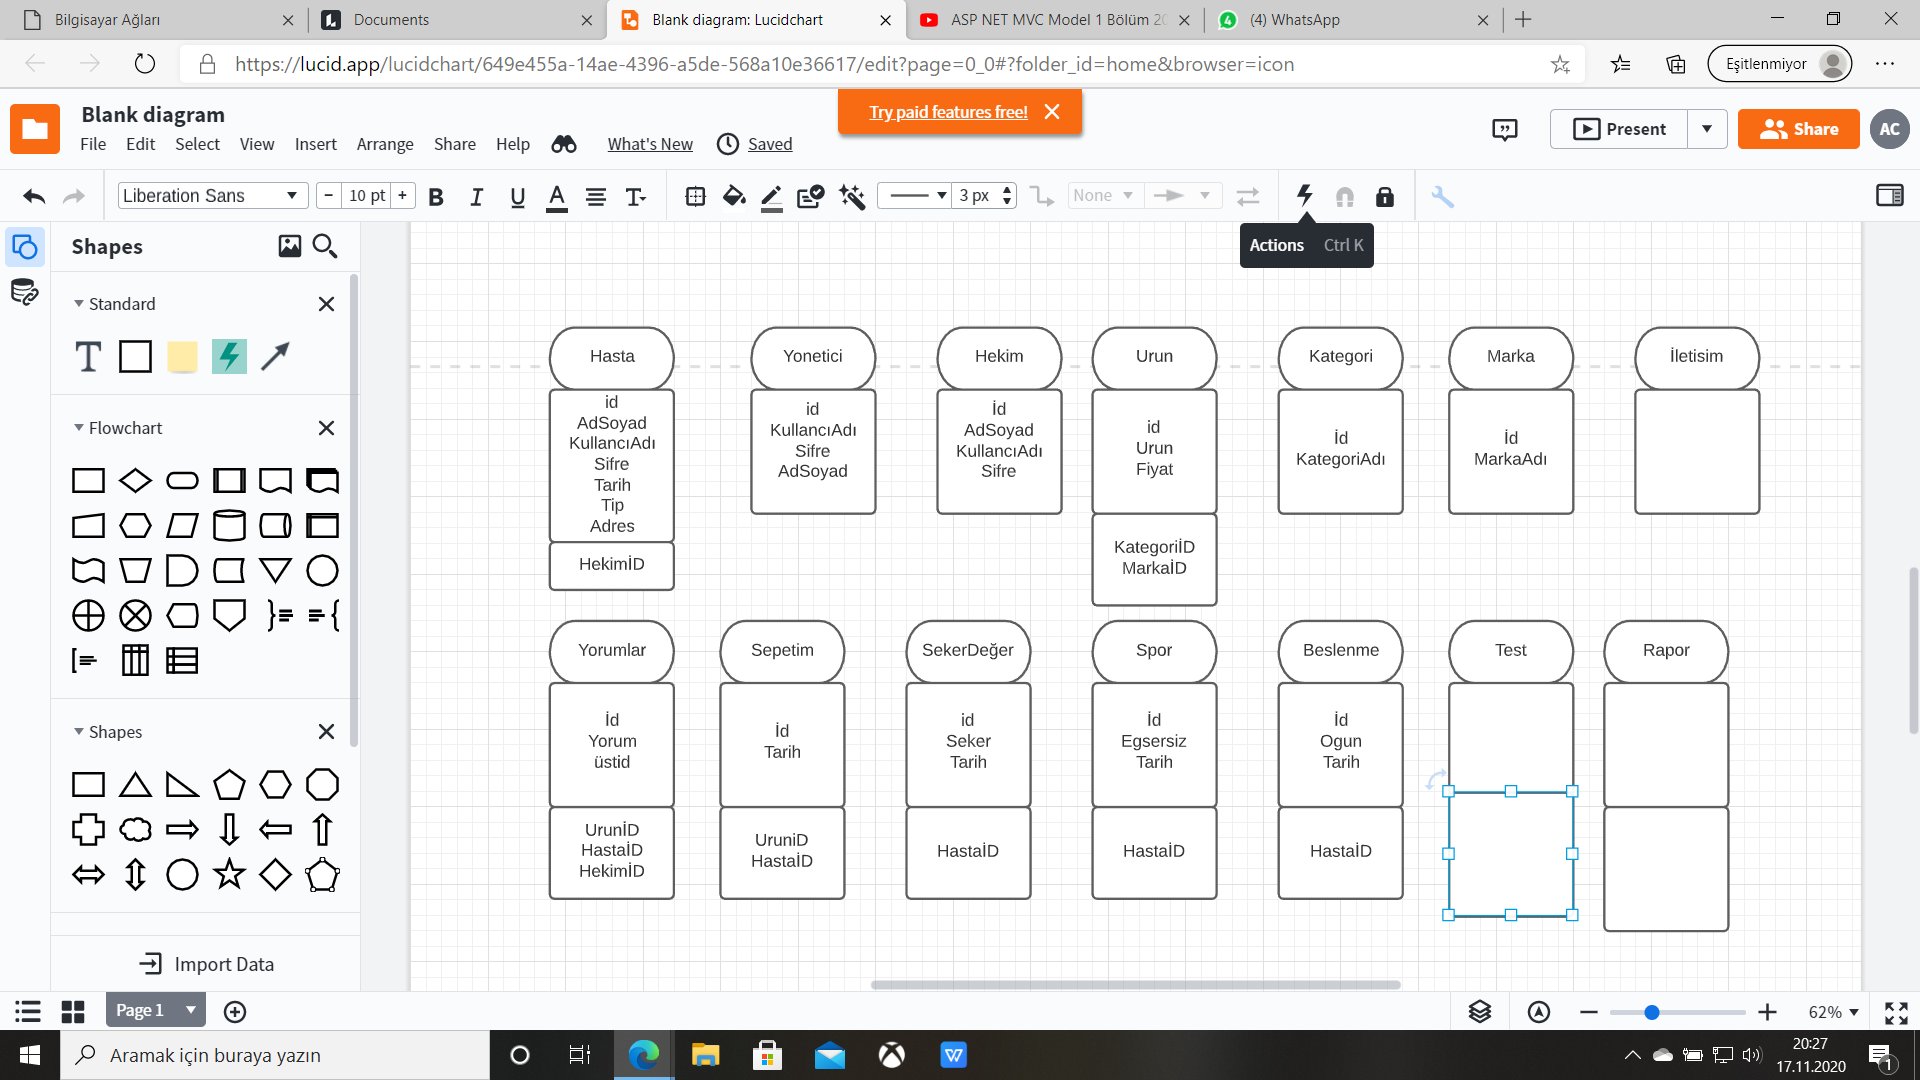 Bilgisayar Ağları
Documents
Blank diagram: Lucidchart
ASP NET MVC Model 1 Bölüm 20
(4) WhatsApp
https://lucid.app/lucidchart/649e455a-14ae-4396-a5de-568a10e36617/edit?page=0_0#?folder_id=home&browser=icon
Eşitlenmiyor
Blank diagram
Try paid features free!
File Edit Select View Insert Arrange Share Help What's New Saved
Present
Share
AC
Liberation Sans
10 pt
3 px
None
Actions Ctrl K
Shapes
Standard
Flowchart
Shapes
Import Data
Hasta
id
AdSoyad
KullancıAdı
Sifre
Tarih
Tip
Adres
HekimİD
Yonetici
id
KullancıAdı
Sifre
AdSoyad
Hekim
İd
AdSoyad
KullancıAdı
Sifre
Urun
id
Urun
Fiyat
KategoriİD
MarkaİD
Kategori
İd
KategoriAdı
Marka
İd
MarkaAdı
İletisim
Yorumlar
İd
Yorum
üstid
UrunİD
HastaİD
HekimİD
Sepetim
İd
Tarih
UruniD
HastaİD
SekerDeğer
id
Seker
Tarih
HastaİD
Spor
İd
Egsersiz
Tarih
HastaİD
Beslenme
İd
Ogun
Tarih
HastaİD
Test
Rapor
Page 1
62%
Aramak için buraya yazın
20:27
17.11.2020
1